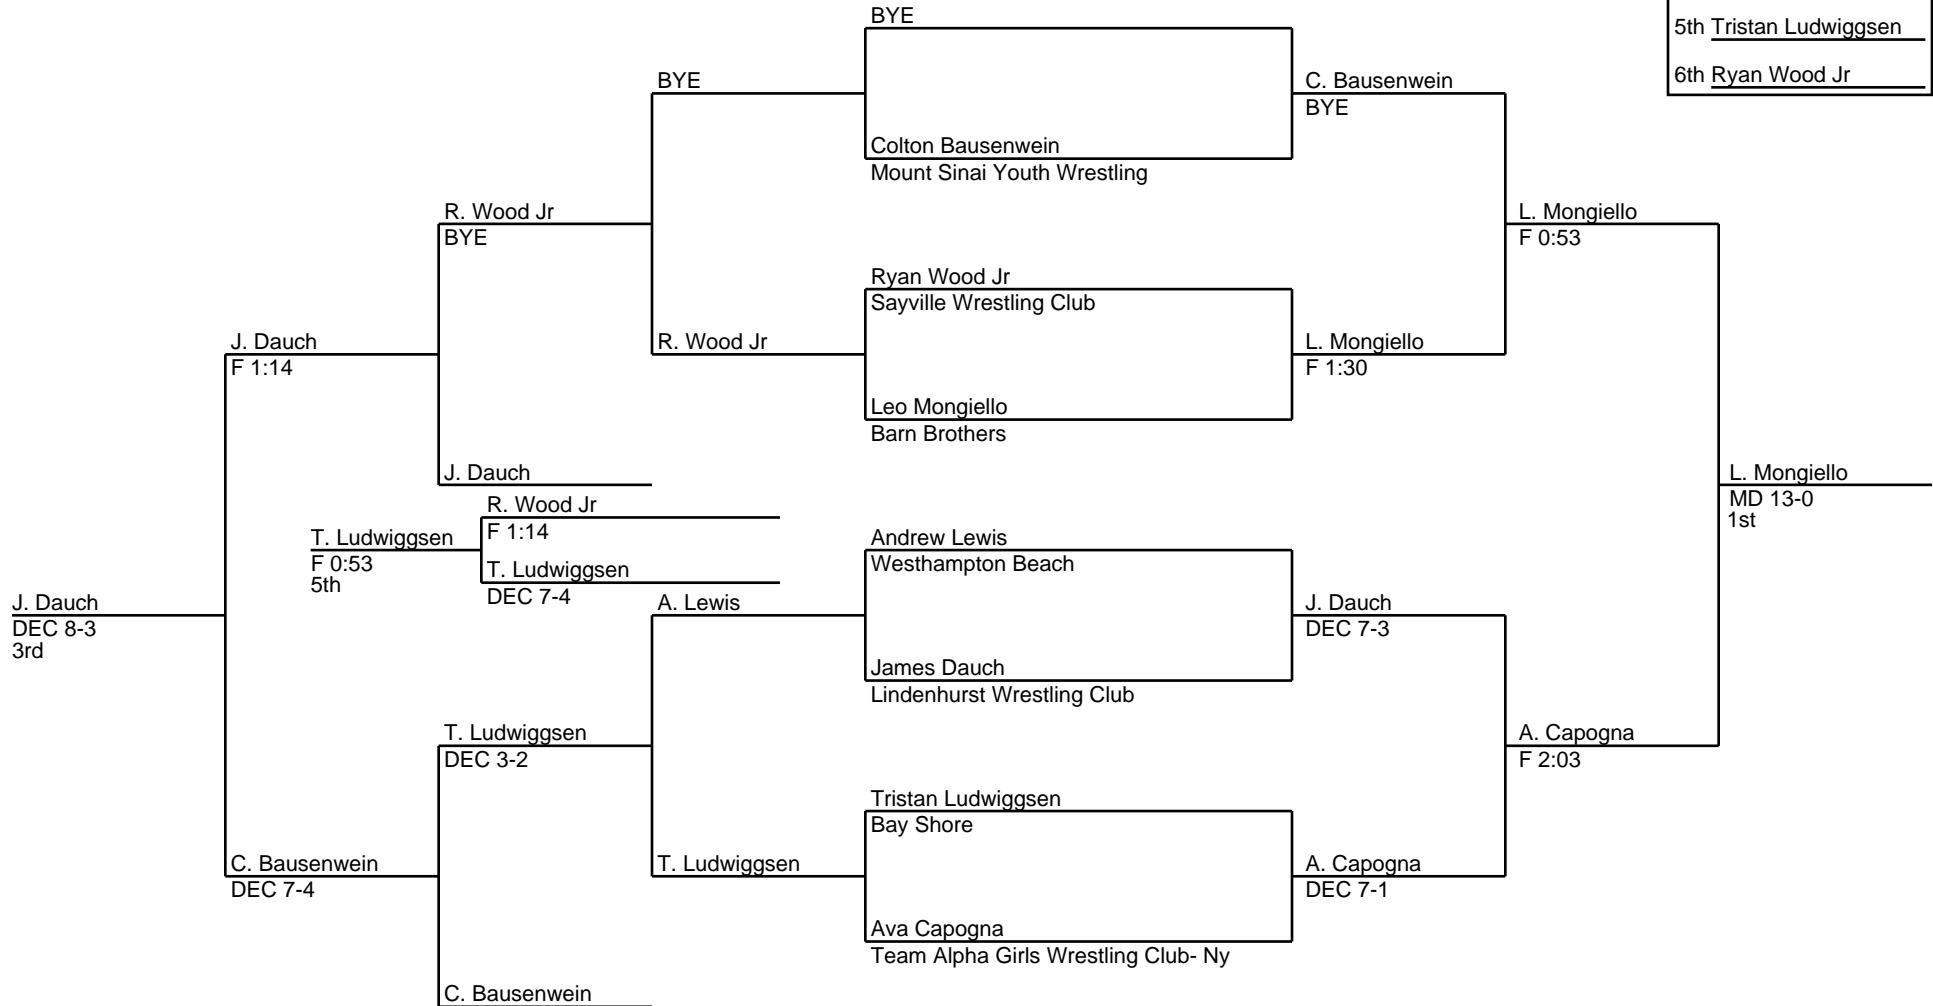 BYE
5th Tristan Ludwiggsen
BYE
C. Bausenwein
6th Ryan Wood Jr
BYE
Colton Bausenwein
Mount Sinai Youth Wrestling
R. Wood Jr
BYE
L. Mongiello
F 0:53
Ryan Wood Jr
Sayville Wrestling Club
J. Dauch
F 1:14
R. Wood Jr
L. Mongiello
F 1:30
Leo Mongiello
Barn Brothers
J. Dauch
L. Mongiello
MD 13-0
1st
R. Wood Jr
F 1:14
T. Ludwiggsen
F 0:53
5th
T. Ludwiggsen
DEC 7-4
Andrew Lewis
Westhampton Beach
J. Dauch
DEC 8-3
3rd
A. Lewis
J. Dauch
DEC 7-3
James Dauch
Lindenhurst Wrestling Club
T. Ludwiggsen
DEC 3-2
A. Capogna
F 2:03
Tristan Ludwiggsen
Bay Shore
C. Bausenwein
DEC 7-4
T. Ludwiggsen
A. Capogna
DEC 7-1
Ava Capogna
Team Alpha Girls Wrestling Club- Ny
C. Bausenwein